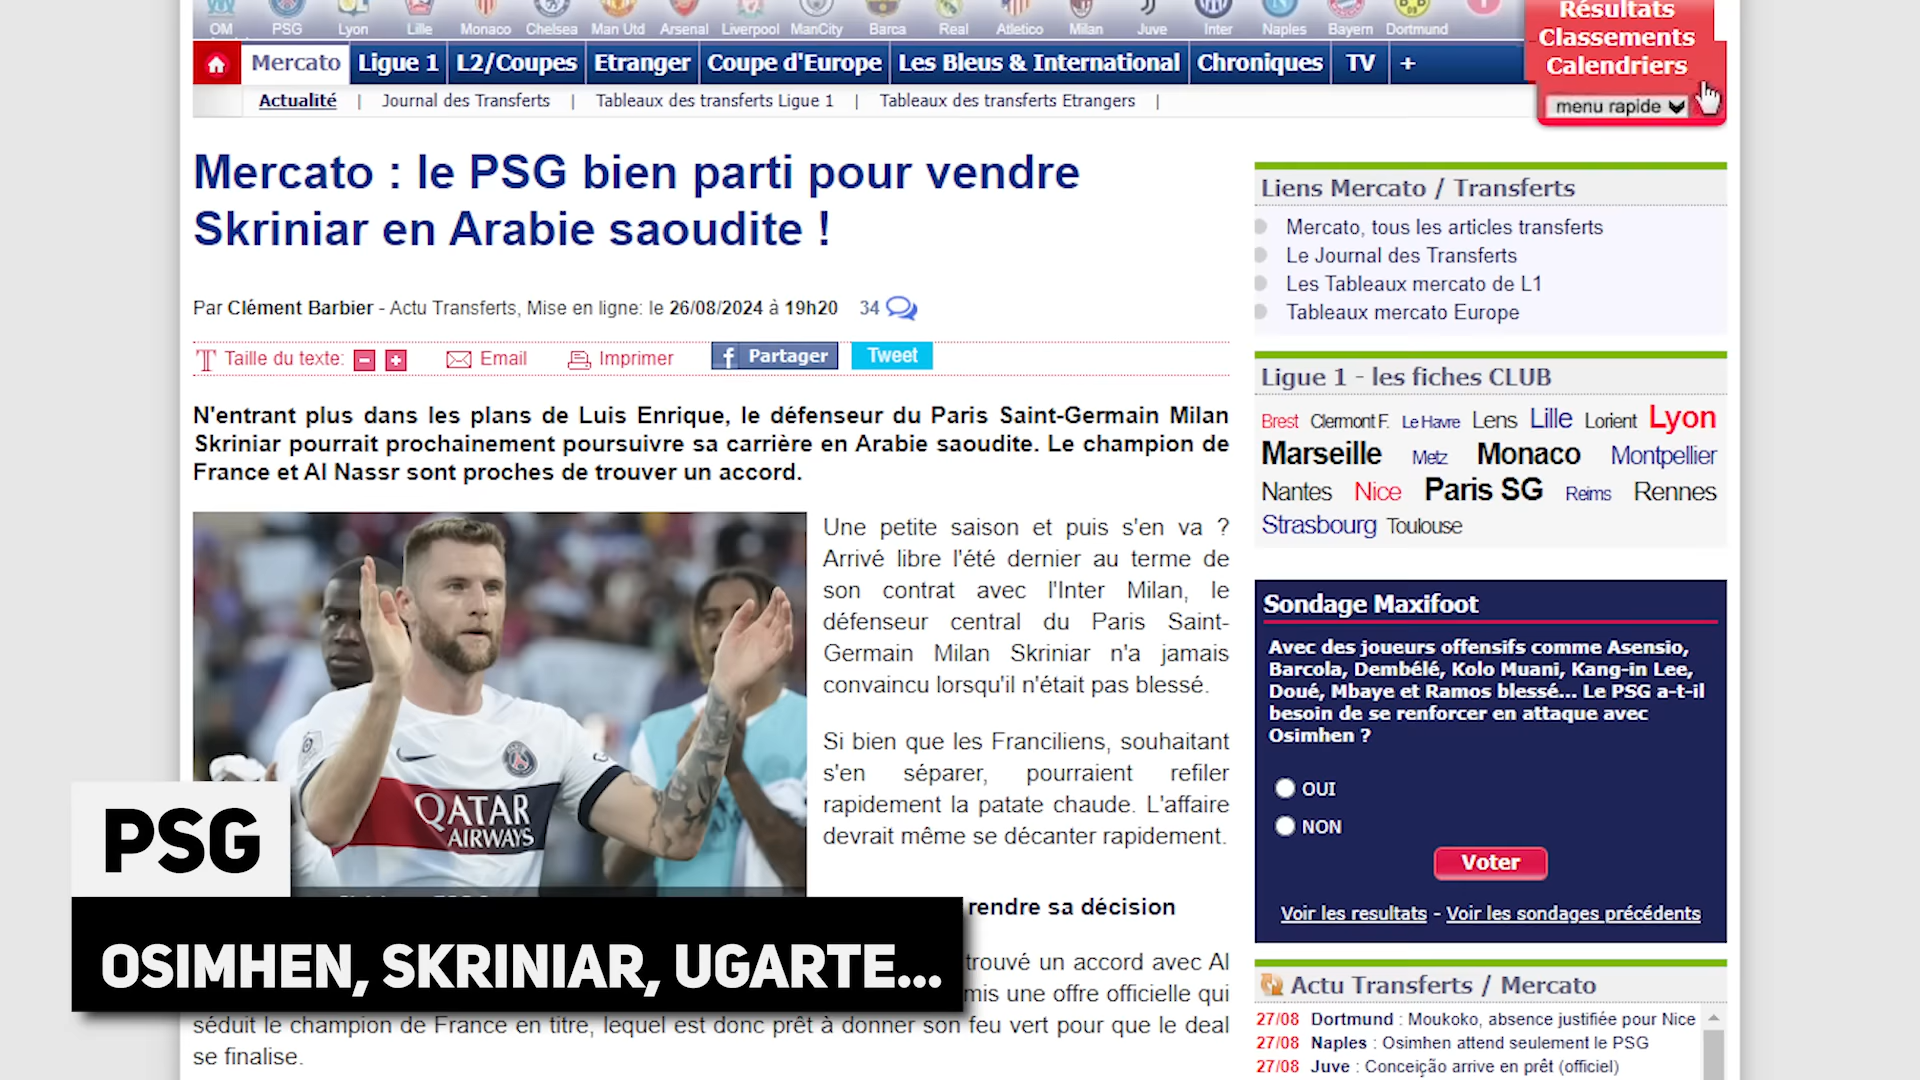 OM PSG Lyon Lille Monaco Chelsea Man Utd Arsenal Liverpool ManCity Barca Real Atletico Milan Juve Inter Naples Bayern Dortmund
Résultats
Classements
Calendriers
menu rapide
Mercato Ligue 1 L2/Coupes Etranger Coupe d'Europe Les Bleus & International Chroniques TV +
Actualité | Journal des Transferts | Tableaux des transferts Ligue 1 | Tableaux des transferts Etrangers |
Mercato : le PSG bien parti pour vendre
Skriniar en Arabie saoudite !
Par Clément Barbier - Actu Transferts, Mise en ligne: le 26/08/2024 à 19h20 34
Taille du texte: - + Email Imprimer f Partager Tweet
N'entrant plus dans les plans de Luis Enrique, le défenseur du Paris Saint-Germain Milan
Skriniar pourrait prochainement poursuivre sa carrière en Arabie saoudite. Le champion de
France et Al Nassr sont proches de trouver un accord.
Une petite saison et puis s'en va ?
Arrivé libre l'été dernier au terme de
son contrat avec l'Inter Milan, le
défenseur central du Paris Saint-
Germain Milan Skriniar n'a jamais
convaincu lorsqu'il n'était pas blessé.
Si bien que les Franciliens, souhaitant
s'en séparer, pourraient refiler
rapidement la patate chaude. L'affaire
devrait même se décanter rapidement.
QATAR
AIRWAYS
rendre sa décision
trouvé un accord avec Al
mis une offre officielle qui
séduit le champion de France en titre, lequel est donc prêt à donner son feu vert pour que le deal
se finalise.
PSG
OSIMHEN, SKRINIAR, UGARTE...
Liens Mercato / Transferts
Mercato, tous les articles transferts
Le Journal des Transferts
Les Tableaux mercato de L1
Tableaux mercato Europe
Ligue 1 - les fiches CLUB
Brest Clermont F. Le Havre Lens Lille Lorient Lyon
Marseille Metz Monaco Montpellier
Nantes Nice Paris SG Reims Rennes
Strasbourg Toulouse
Sondage Maxifoot
Avec des joueurs offensifs comme Asensio,
Barcola, Dembélé, Kolo Muani, Kang-in Lee,
Doué, Mbaye et Ramos blessé... Le PSG a-t-il
besoin de se renforcer en attaque avec
Osimhen ?
OUI
NON
Voter
Voir les resultats - Voir les sondages précédents
Actu Transferts / Mercato
27/08 Dortmund : Moukoko, absence justifiée pour Nice
27/08 Naples : Osimhen attend seulement le PSG
27/08 Juve : Conceição arrive en prêt (officiel)